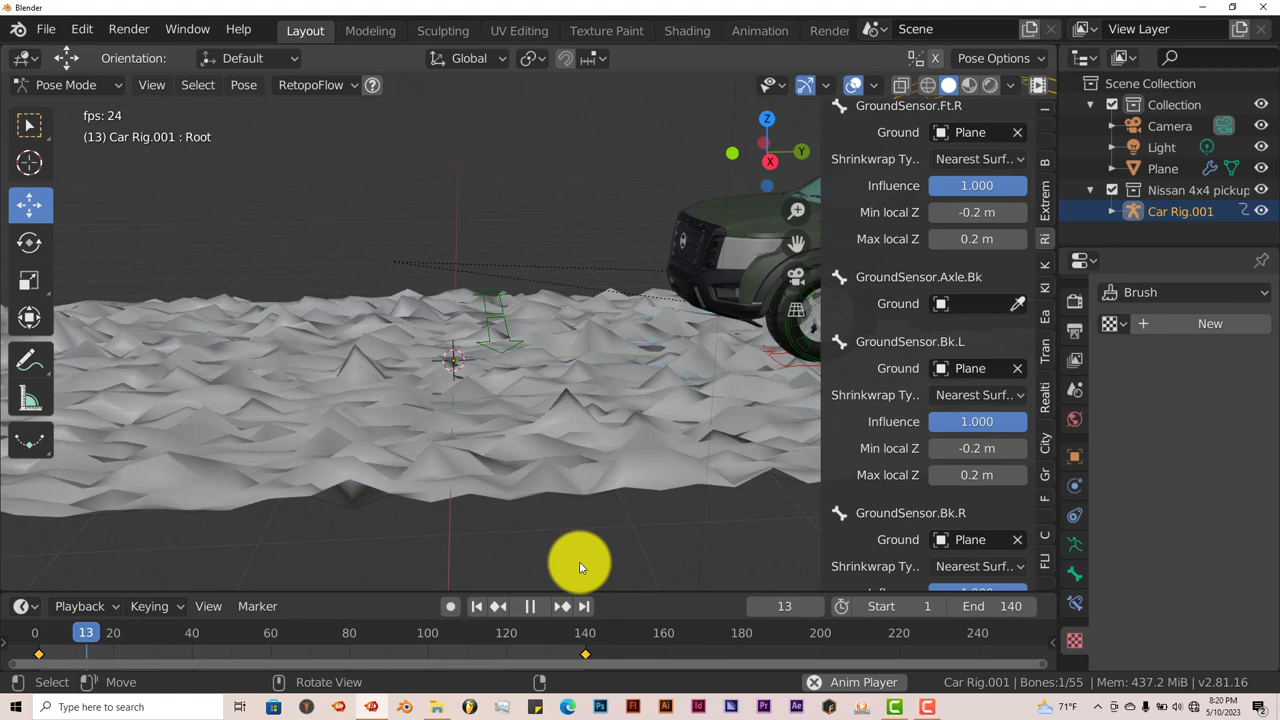 Blender
File Edit Render Window Help Layout Modeling Sculpting UV Editing Texture Paint Shading Animation Render Scene View Layer
Orientation: Default Global X Pose Options
Pose Mode View Select Pose RetopoFlow ?
fps: 24
(13) Car Rig.001 : Root
Z
Y
X
GroundSensor.Ft.R
Ground Plane
Shrinkwrap Ty.. Nearest Surf..
Influence 1.000
Min local Z -0.2 m
Max local Z 0.2 m
GroundSensor.Axle.Bk
Ground
GroundSensor.Bk.L
Ground Plane
Shrinkwrap Ty.. Nearest Surf..
Influence 1.000
Min local Z -0.2 m
Max local Z 0.2 m
GroundSensor.Bk.R
Ground Plane
Shrinkwrap Ty.. Nearest Surf..
I
B
Extrem
Ri
K
Kl
Ea
Tran
Realti
City
Gr
F
C
FLI
Scene Collection
Collection
Camera
Light
Plane
Nissan 4x4 pickup
Car Rig.001
Brush
New
Playback Keying View Marker 13 Start 1 End 140
0 13 20 40 60 80 100 120 140 160 180 200 220 240
Select Move Rotate View Anim Player Car Rig.001 | Bones:1/55 | Mem: 437.2 MiB | v2.81.16
Type here to search 71°F 8:20 PM
5/10/2023